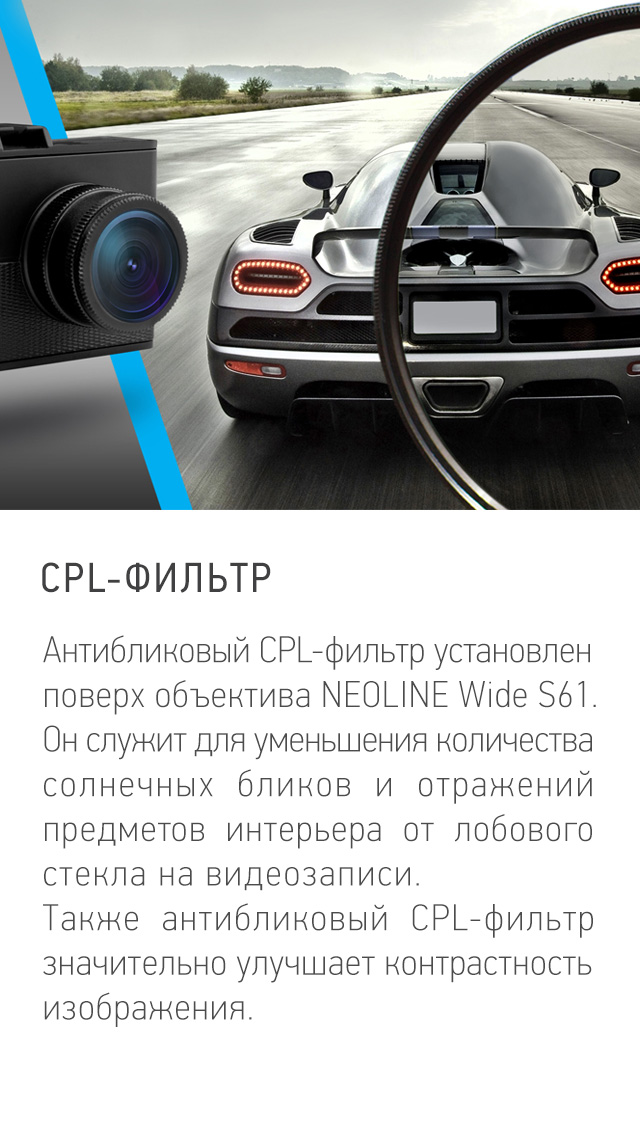 CPL-ФИЛЬТР
Антибликовый CPL-фильтр установлен
поверх объектива NEOLINE Wide S61.
Он служит для уменьшения количества
солнечных бликов и отражений
предметов интерьера от лобового
стекла на видеозаписи.
Также антибликовый CPL-фильтр
значительно улучшает контрастность
изображения.